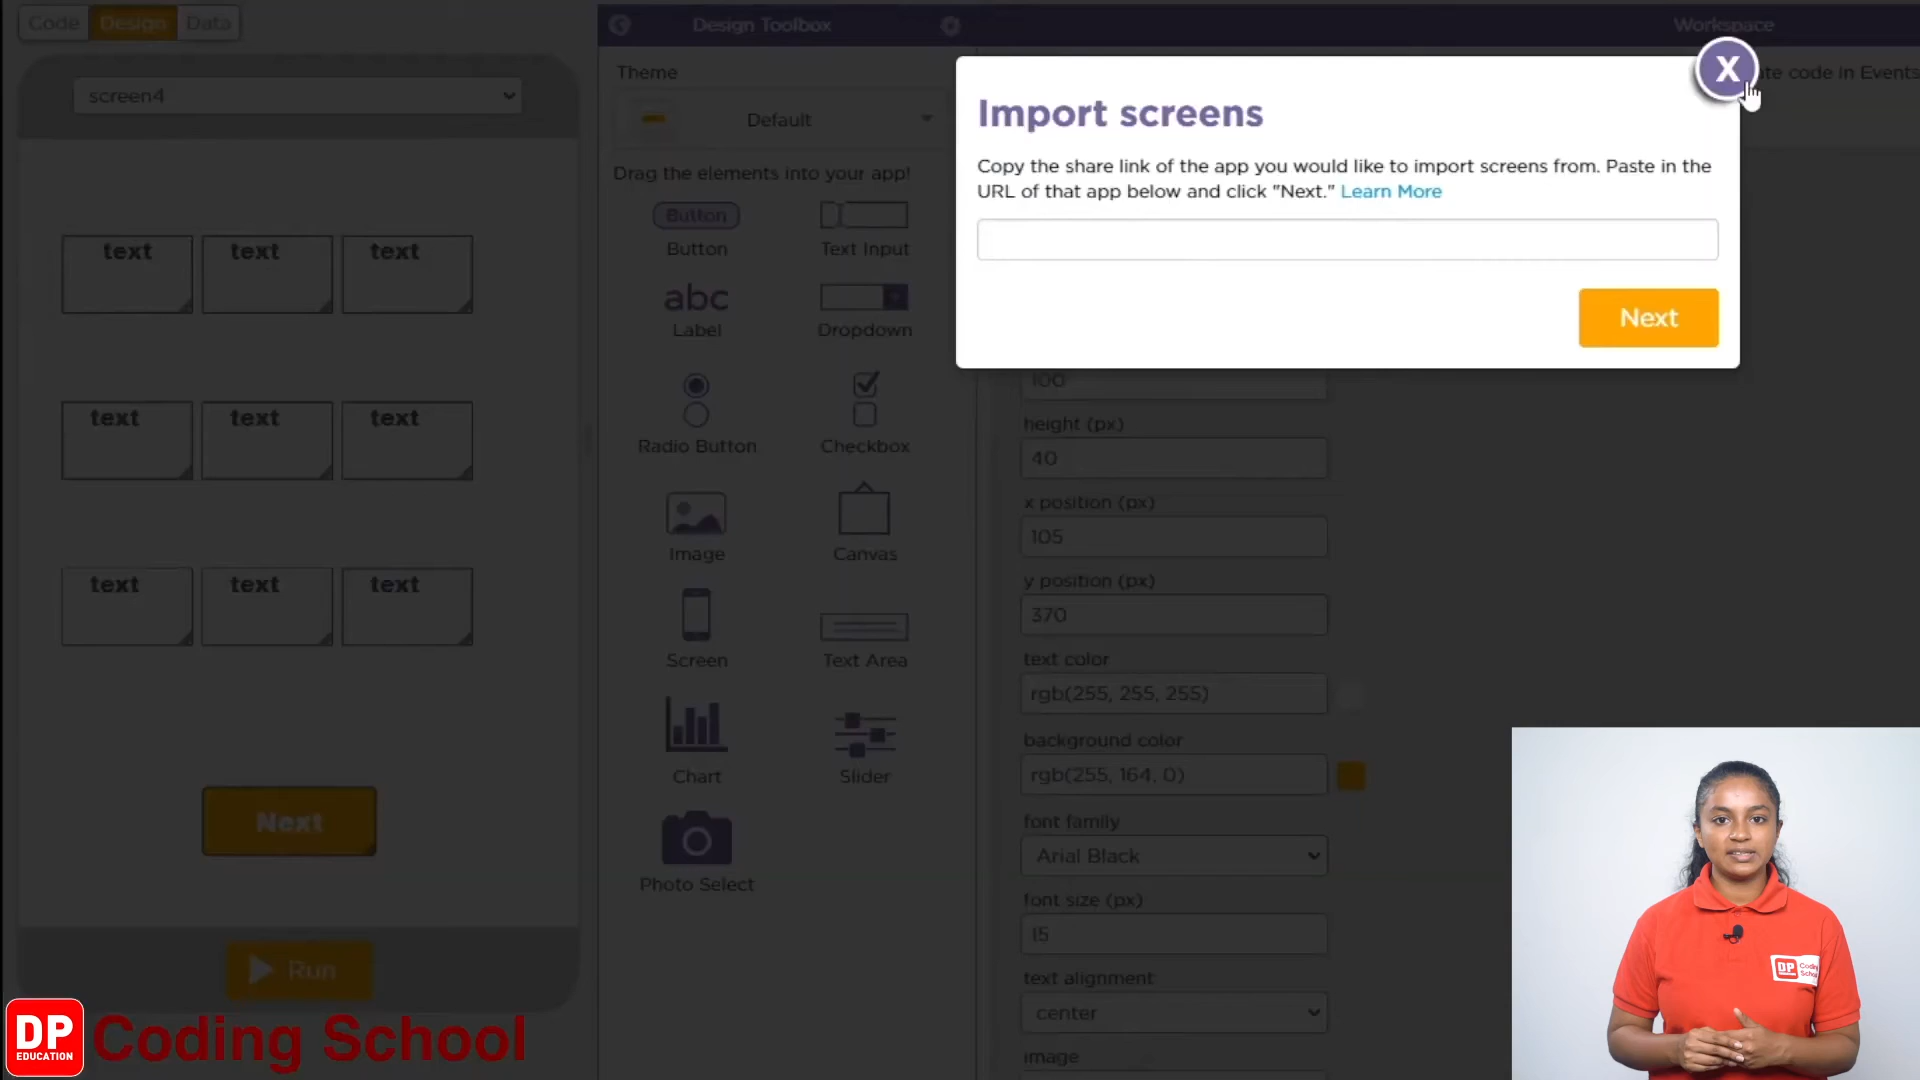 Code Design Data
Design Toolbox
Workspace
screen4
Theme
Default
te code in Events
Import screens
X
Copy the share link of the app you would like to import screens from. Paste in the
URL of that app below and click "Next." Learn More
Next
Drag the elements into your app!
Button
Button
Text Input
abc
Label
Dropdown
Radio Button
Checkbox
Image
Canvas
Screen
Text Area
Chart
Slider
Photo Select
text text text
text text text
text text text
Next
Run
100
height (px)
40
x position (px)
105
y position (px)
370
text color
rgb(255, 255, 255)
background color
rgb(255, 164, 0)
font family
Arial Black
font size (px)
15
text alignment
center
image
DP
EDUCATION
Coding School
DP